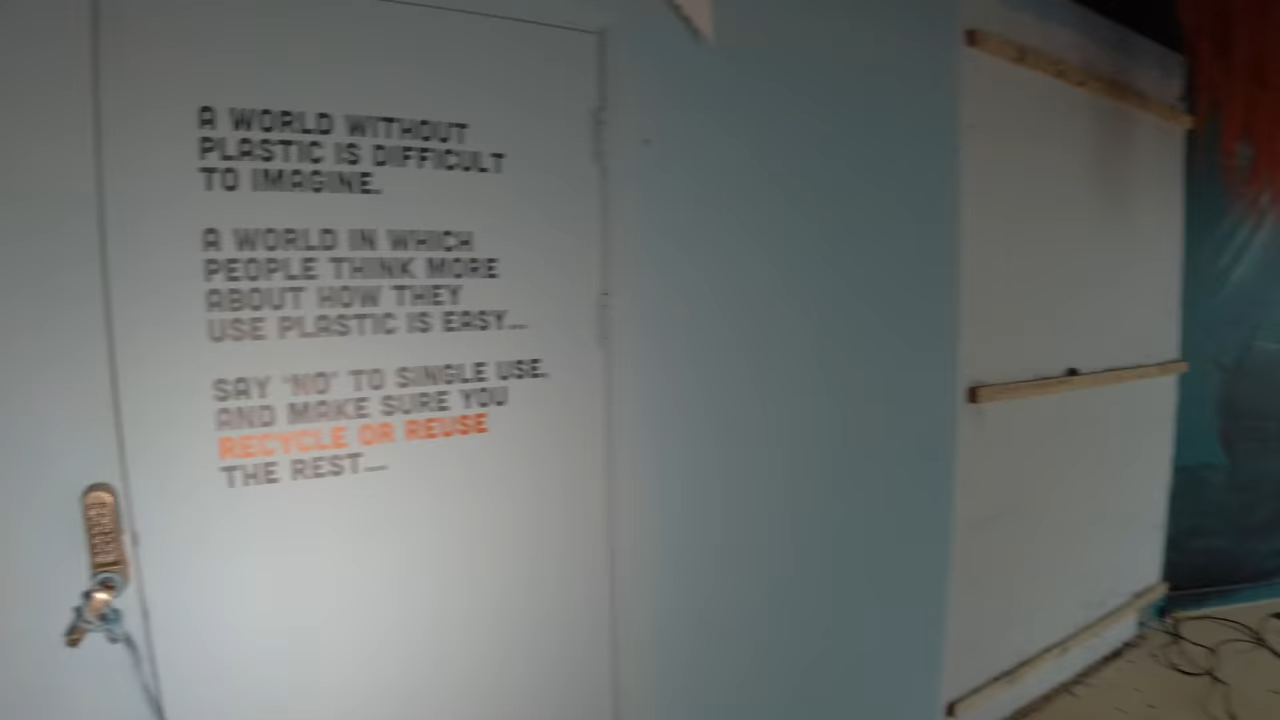 A WORLD WITHOUT
PLASTIC IS DIFFICULT
TO IMAGINE.
A WORLD IN WHICH
PEOPLE THINK MORE
ABOUT HOW THEY
USE PLASTIC IS EASY...
SAY 'NO' TO SINGLE USE,
AND MAKE SURE YOU
RECYCLE OR REUSE
THE REST...